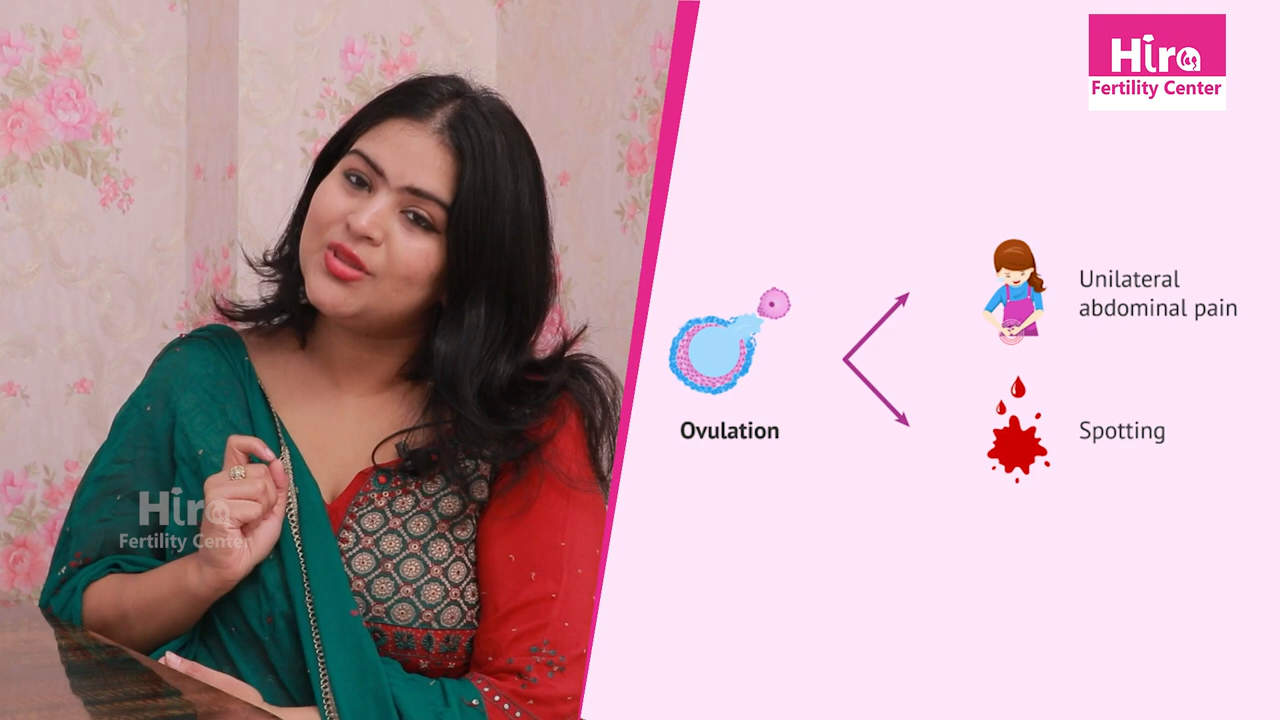 Hira
Fertility Center
Unilateral
abdominal pain
Ovulation
Spotting
Hira
Fertility Center